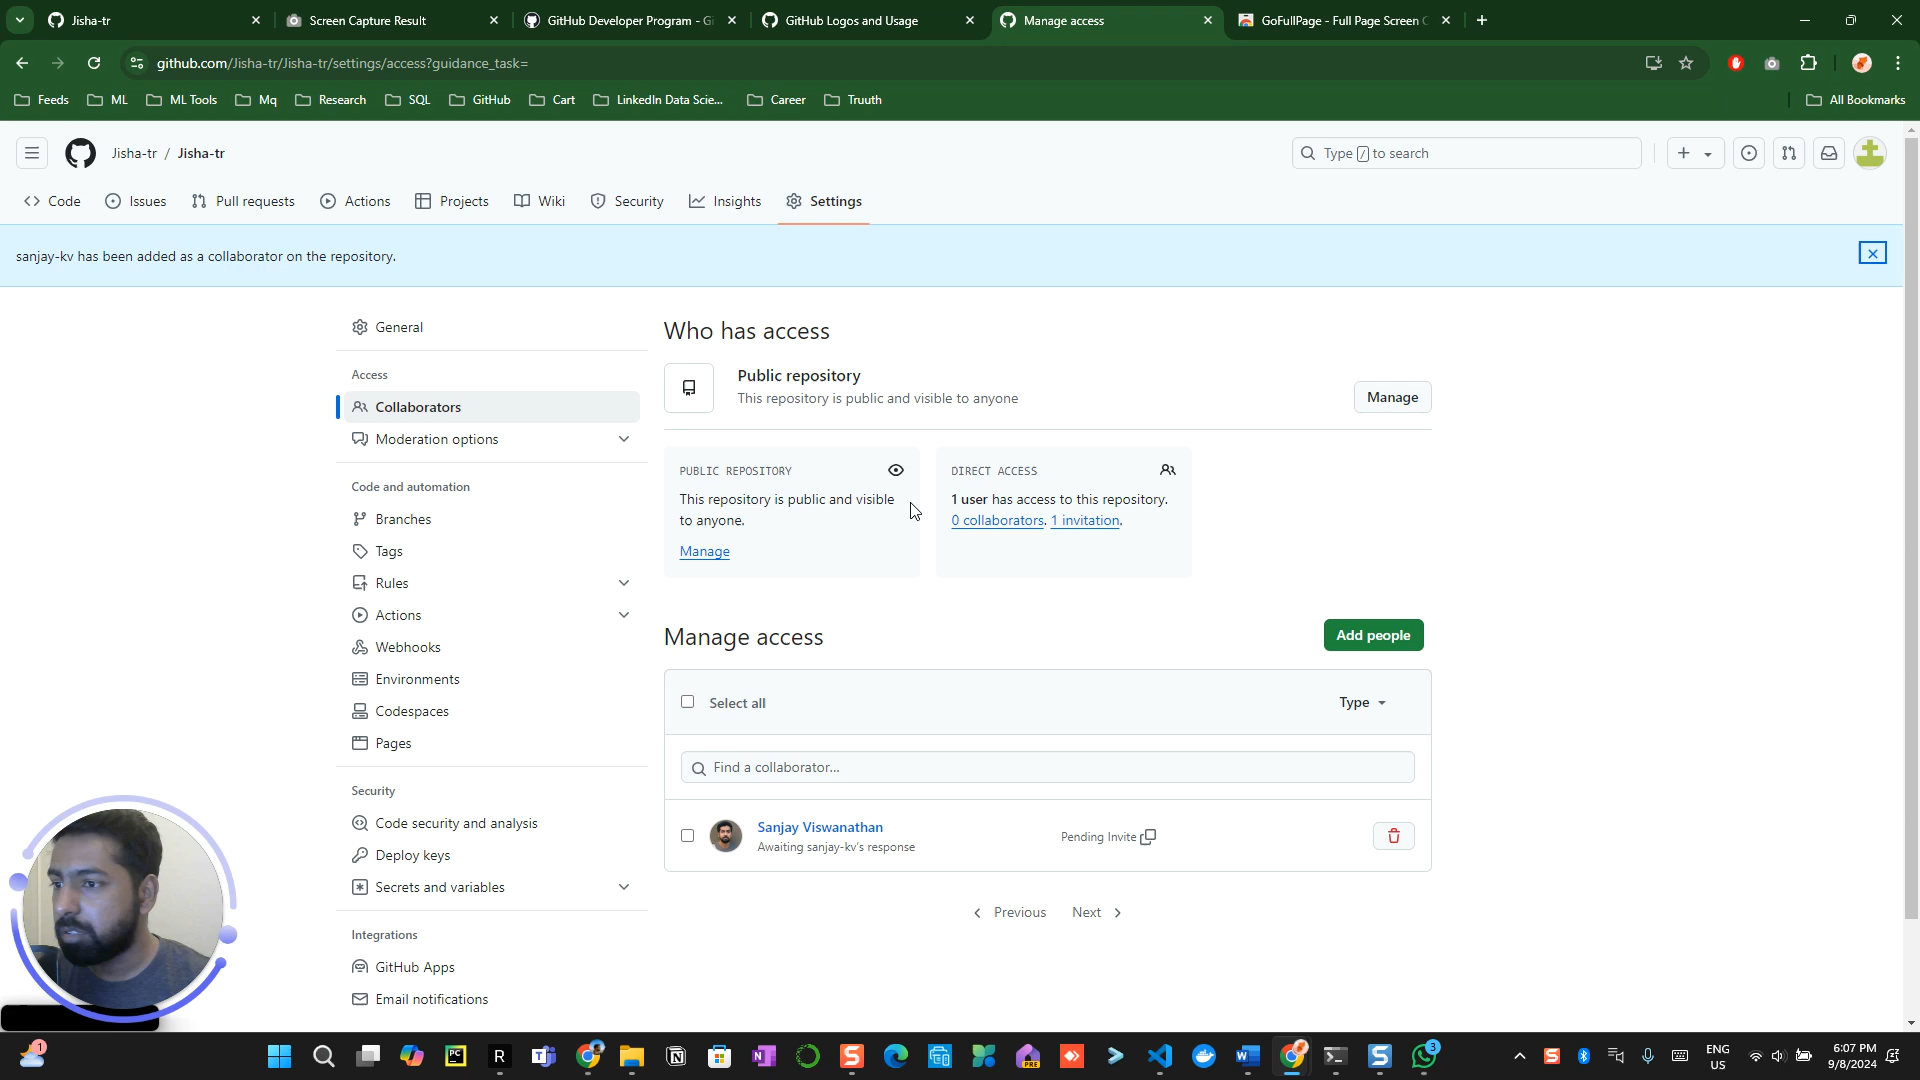 Jisha-tr
Screen Capture Result
GitHub Developer Program - Gi
GitHub Logos and Usage
Manage access
GoFullPage - Full Page Screen C
github.com/Jisha-tr/Jisha-tr/settings/access?guidance_task=
Feeds
ML
ML Tools
Mq
Research
SQL
GitHub
Cart
LinkedIn Data Scie...
Career
Truuth
All Bookmarks
Jisha-tr / Jisha-tr
Type / to search
Code
Issues
Pull requests
Actions
Projects
Wiki
Security
Insights
Settings
sanjay-kv has been added as a collaborator on the repository.
General
Access
Collaborators
Moderation options
Code and automation
Branches
Tags
Rules
Actions
Webhooks
Environments
Codespaces
Pages
Security
Code security and analysis
Deploy keys
Secrets and variables
Integrations
GitHub Apps
Email notifications
Who has access
Public repository
This repository is public and visible to anyone
Manage
PUBLIC REPOSITORY
This repository is public and visible
to anyone.
Manage
DIRECT ACCESS
1 user has access to this repository.
0 collaborators. 1 invitation.
Manage access
Add people
Select all
Type
Find a collaborator...
Sanjay Viswanathan
Awaiting sanjay-kv's response
Pending Invite
Previous
Next
1
PC
R
N
S
PRE
W
S
3
S
ENG
US
6:07 PM
9/8/2024